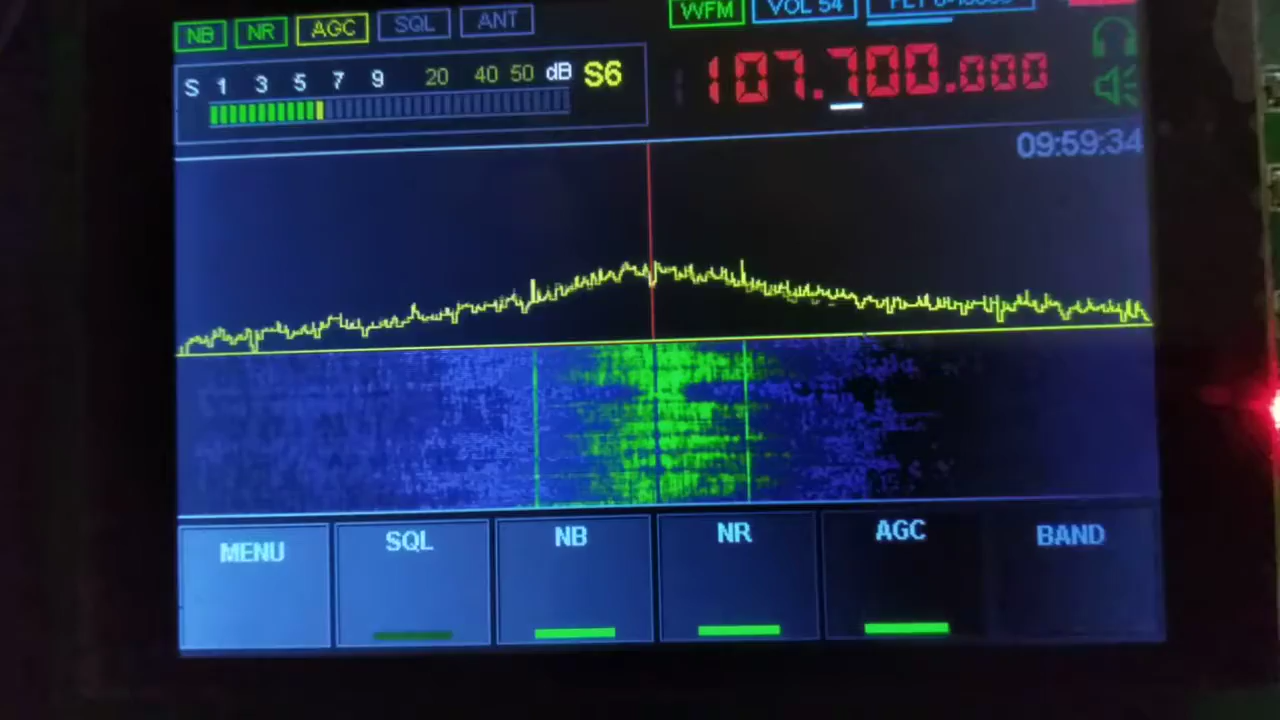 NB NR AGC SQL ANT WFM VOL 54
S 1 3 5 7 9 20 40 50 dB S6
107.700.000
09:59:34
MENU SQL NB NR AGC BAND